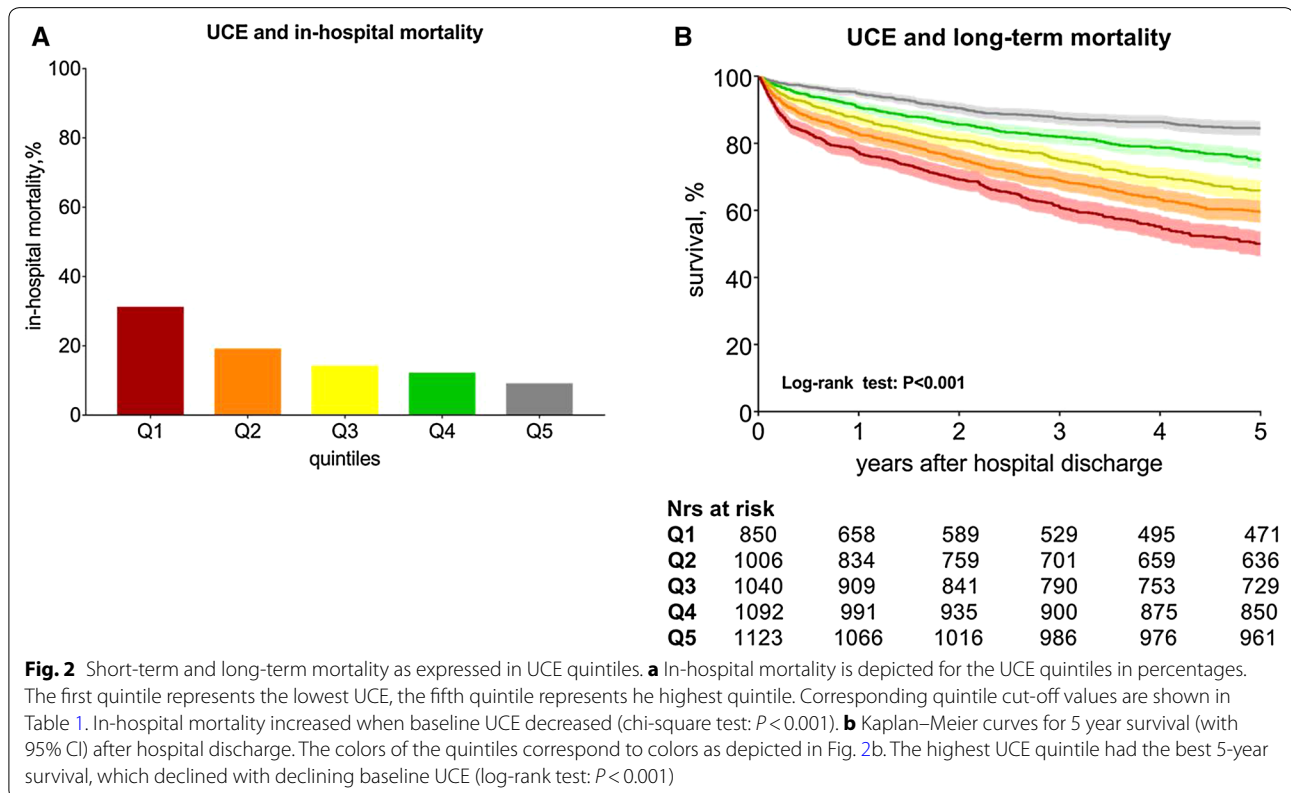 A
UCE and in-hospital mortality
in-hospital mortality,%
100
80
60
40
20
0
Q1 Q2 Q3 Q4 Q5
quintiles
B
UCE and long-term mortality
survival, %
100
80
60
40
20
0
Log-rank test: P<0.001
0 1 2 3 4 5
years after hospital discharge
Nrs at risk
Q1 850 658 589 529 495 471
Q2 1006 834 759 701 659 636
Q3 1040 909 841 790 753 729
Q4 1092 991 935 900 875 850
Q5 1123 1066 1016 986 976 961
Fig. 2 Short-term and long-term mortality as expressed in UCE quintiles. a In-hospital mortality is depicted for the UCE quintiles in percentages.
The first quintile represents the lowest UCE, the fifth quintile represents he highest quintile. Corresponding quintile cut-off values are shown in
Table 1. In-hospital mortality increased when baseline UCE decreased (chi-square test: P < 0.001). b Kaplan–Meier curves for 5 year survival (with
95% CI) after hospital discharge. The colors of the quintiles correspond to colors as depicted in Fig. 2b. The highest UCE quintile had the best 5-year
survival, which declined with declining baseline UCE (log-rank test: P < 0.001)